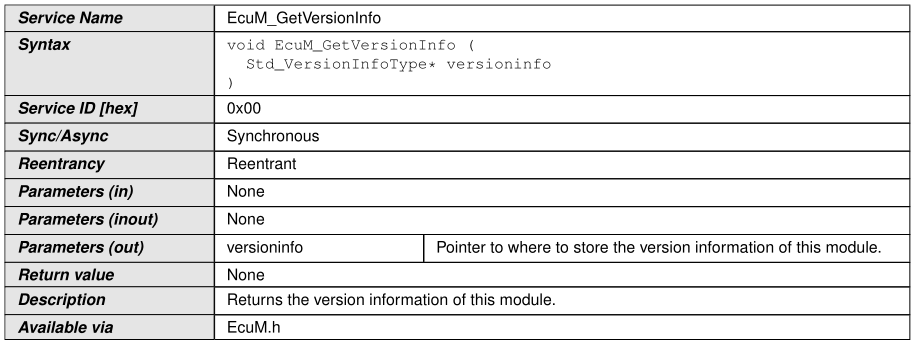 Service Name EcuM_GetVersionInfo
Syntax void EcuM_GetVersionInfo (
Std_VersionInfoType* versioninfo
)
Service ID [hex] 0x00
Sync/Async Synchronous
Reentrancy Reentrant
Parameters (in) None
Parameters (inout) None
Parameters (out) versioninfo Pointer to where to store the version information of this module.
Return value None
Description Returns the version information of this module.
Available via EcuM.h